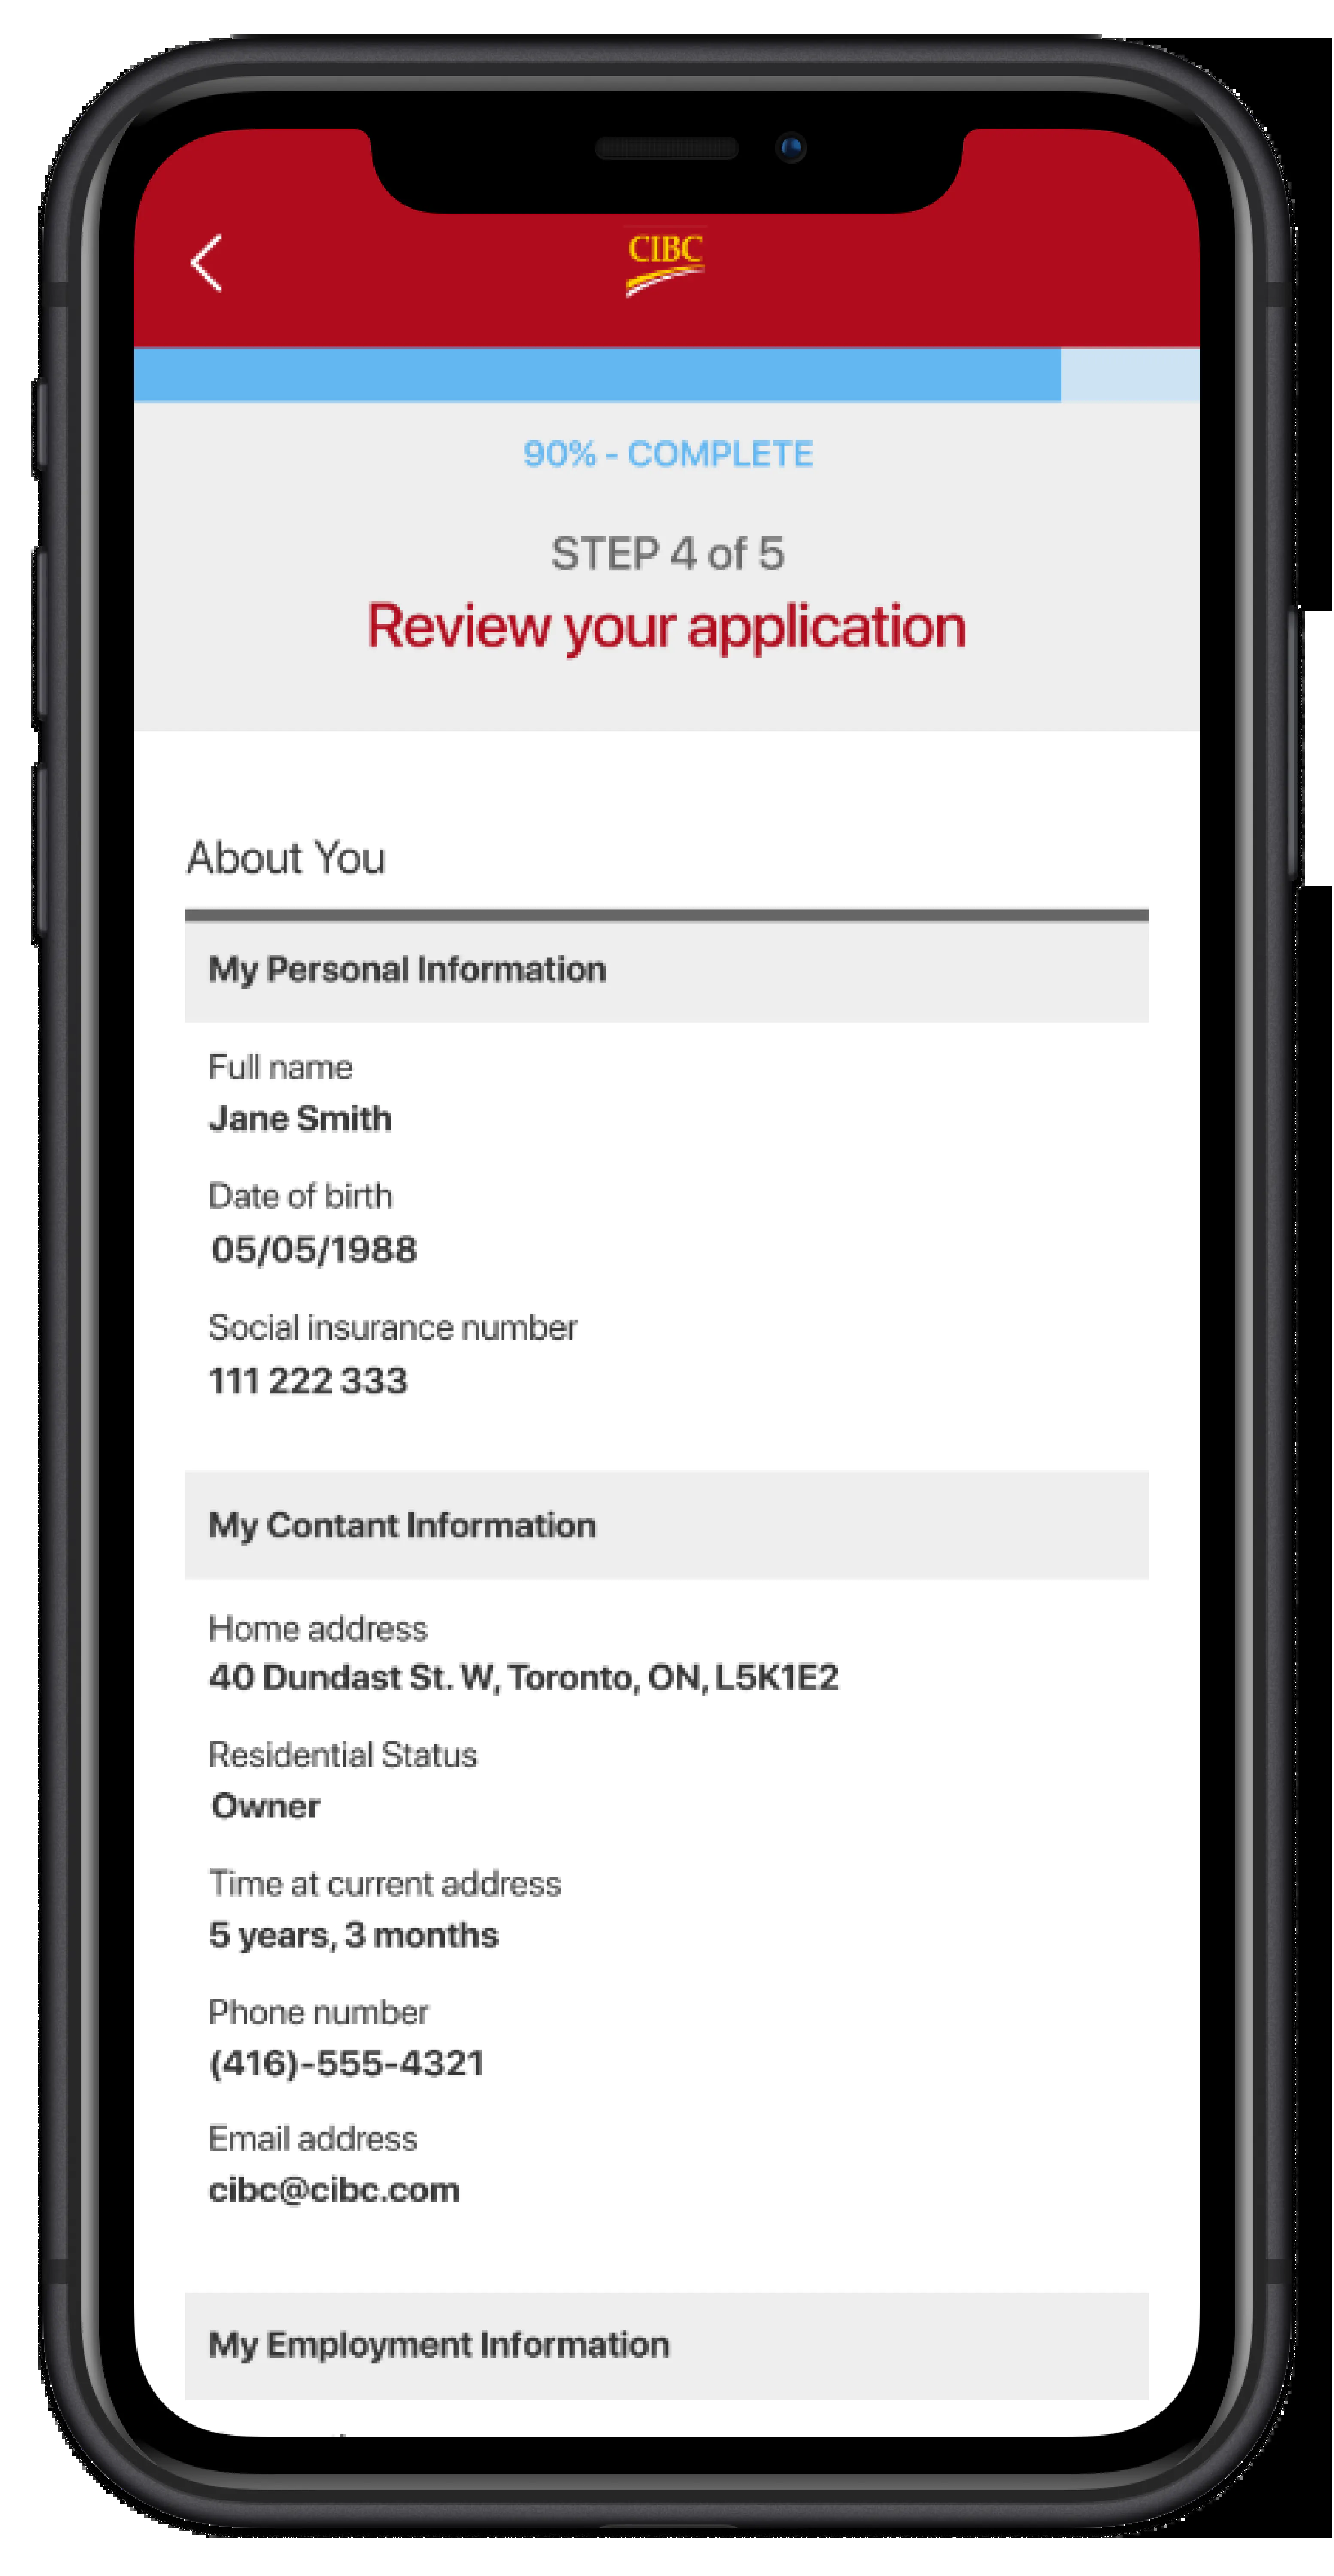 CIBC
90% - COMPLETE
STEP 4 of 5
Review your application
About You
My Personal Information
Full name
Jane Smith
Date of birth
05/05/1988
Social insurance number
111 222 333
My Contant Information
Home address
40 Dundast St. W, Toronto, ON, L5K1E2
Residential Status
Owner
Time at current address
5 years, 3 months
Phone number
(416)-555-4321
Email address
cibc@cibc.com
My Employment Information